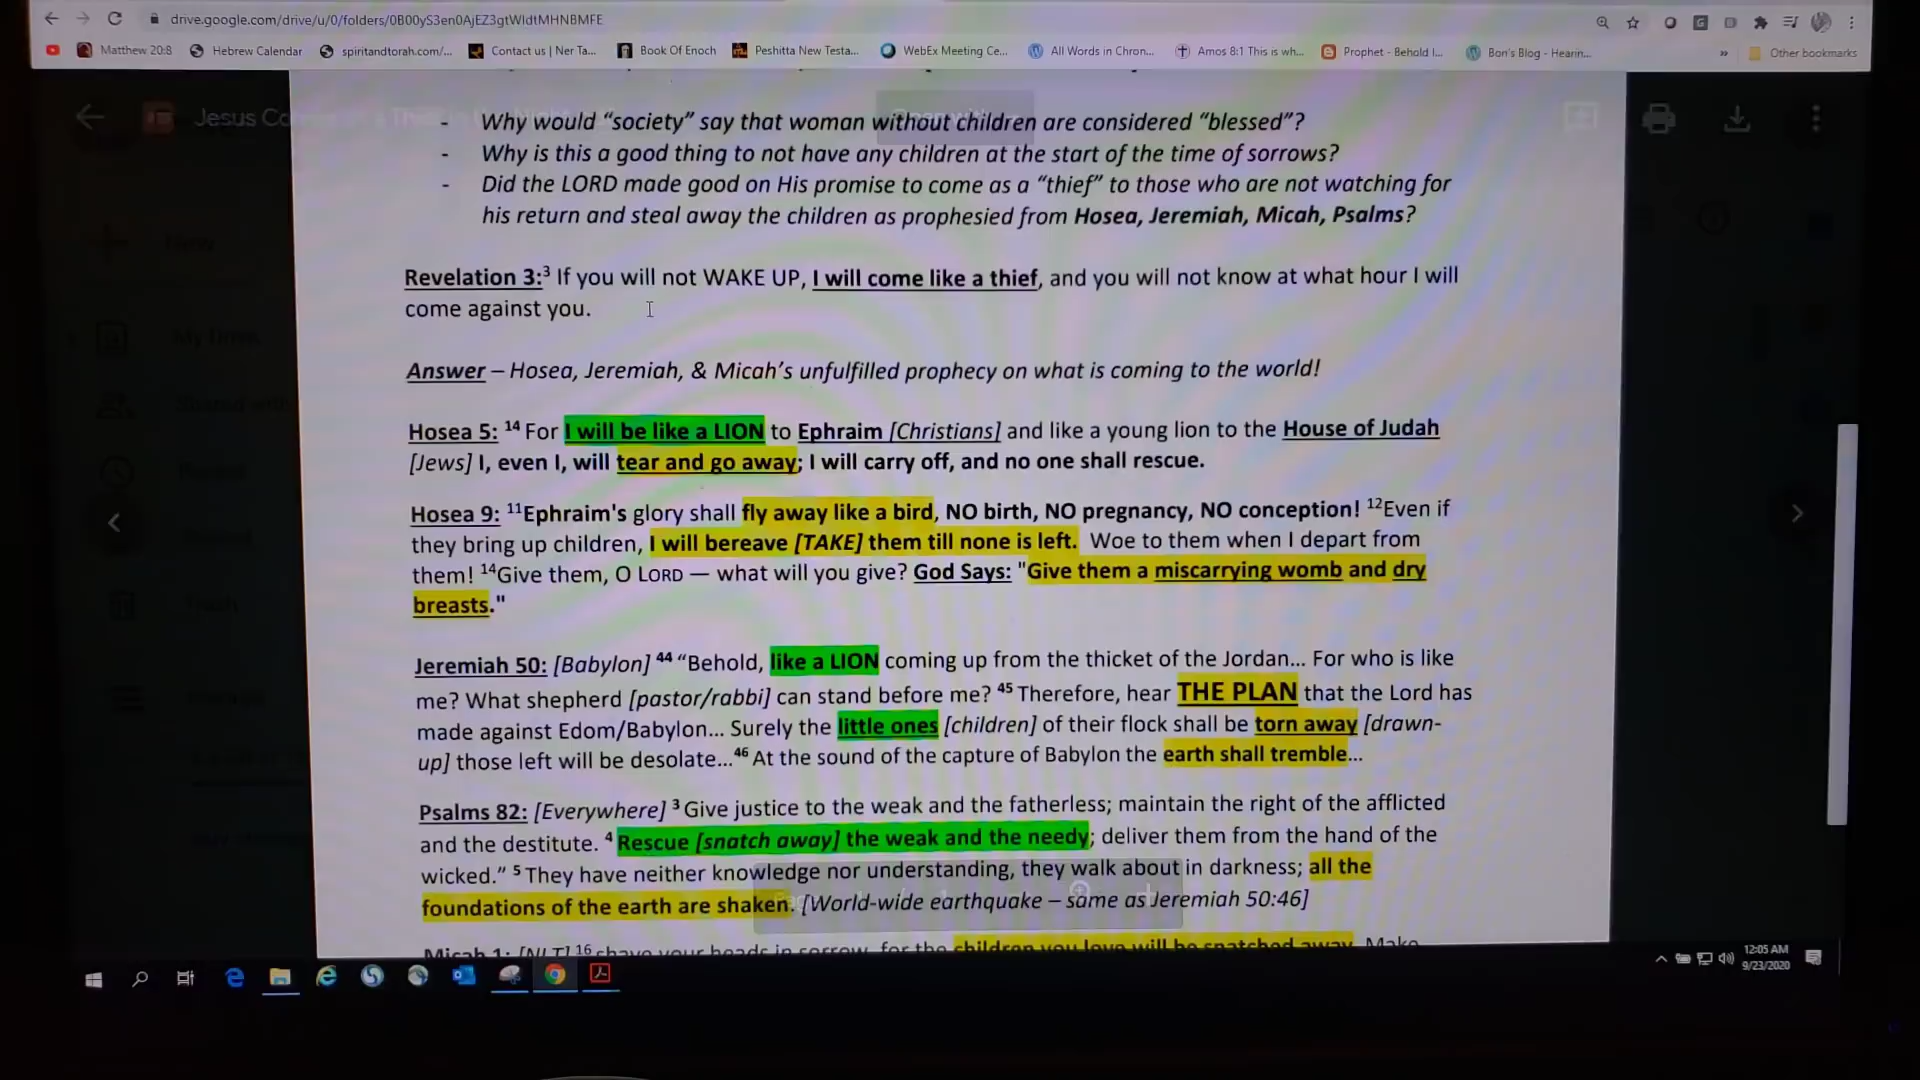 drive.google.com/drive/u/0/folders/0B00yS3en0AjEZ3gtWldtMHNBMFE
Matthew 20:8 Hebrew Calendar spiritandtorah.com/... Contact us | Ner Ta... Book Of Enoch Peshitta New Testa... WebEx Meeting Ce... All Words in Chron... Amos 8:1 This is wh... Prophet - Behold I... Bon's Blog - Hearin... » Other bookmarks
- Why would “society” say that woman without children are considered “blessed”?
- Why is this a good thing to not have any children at the start of the time of sorrows?
- Did the LORD made good on His promise to come as a “thief” to those who are not watching for
his return and steal away the children as prophesied from Hosea, Jeremiah, Micah, Psalms?
Revelation 3:3 If you will not WAKE UP, I will come like a thief, and you will not know at what hour I will
come against you.
Answer – Hosea, Jeremiah, & Micah’s unfulfilled prophecy on what is coming to the world!
Hosea 5: 14 For I will be like a LION to Ephraim [Christians] and like a young lion to the House of Judah
[Jews] I, even I, will tear and go away; I will carry off, and no one shall rescue.
Hosea 9: 11Ephraim's glory shall fly away like a bird, NO birth, NO pregnancy, NO conception! 12Even if
they bring up children, I will bereave [TAKE] them till none is left. Woe to them when I depart from
them! 14Give them, O LORD — what will you give? God Says: "Give them a miscarrying womb and dry
breasts."
Jeremiah 50: [Babylon] 44 “Behold, like a LION coming up from the thicket of the Jordan... For who is like
me? What shepherd [pastor/rabbi] can stand before me? 45 Therefore, hear THE PLAN that the Lord has
made against Edom/Babylon... Surely the little ones [children] of their flock shall be torn away [drawn-
up] those left will be desolate...46 At the sound of the capture of Babylon the earth shall tremble...
Psalms 82: [Everywhere] 3 Give justice to the weak and the fatherless; maintain the right of the afflicted
and the destitute. 4 Rescue [snatch away] the weak and the needy; deliver them from the hand of the
wicked.” 5 They have neither knowledge nor understanding, they walk about in darkness; all the
foundations of the earth are shaken. [World-wide earthquake – same as Jeremiah 50:46]
Micah 1: [NLT] 16 shave your heads in sorrow, for the children you love will be snatched away. Make
12:05 AM
9/23/2020